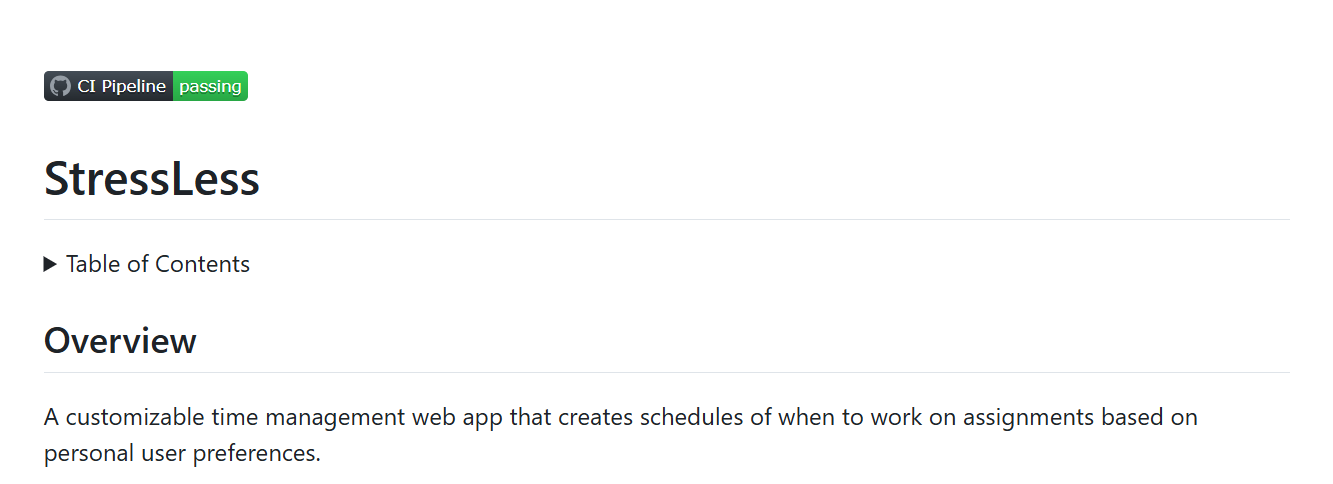 CI Pipeline passing
StressLess
Table of Contents
Overview
A customizable time management web app that creates schedules of when to work on assignments based on
personal user preferences.